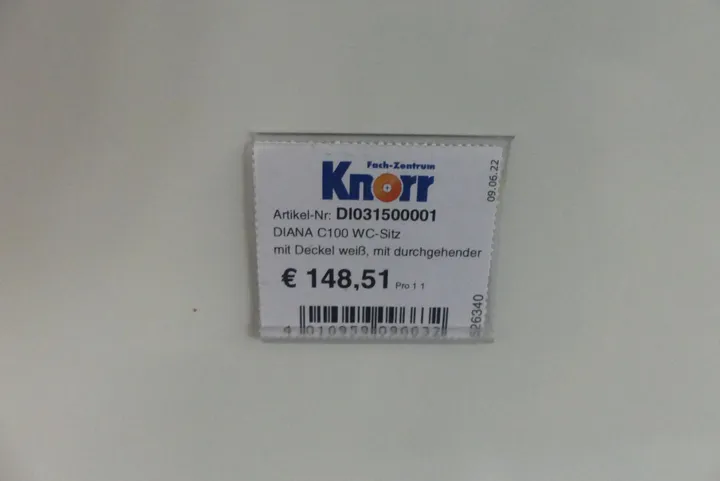 Fach-Zentrum
Knorr
Artikel-Nr: DI031500001
DIANA C100 WC-Sitz
mit Deckel weiß, mit durchgehender
€ 148,51 Pro 1 1
09.06.22
526340